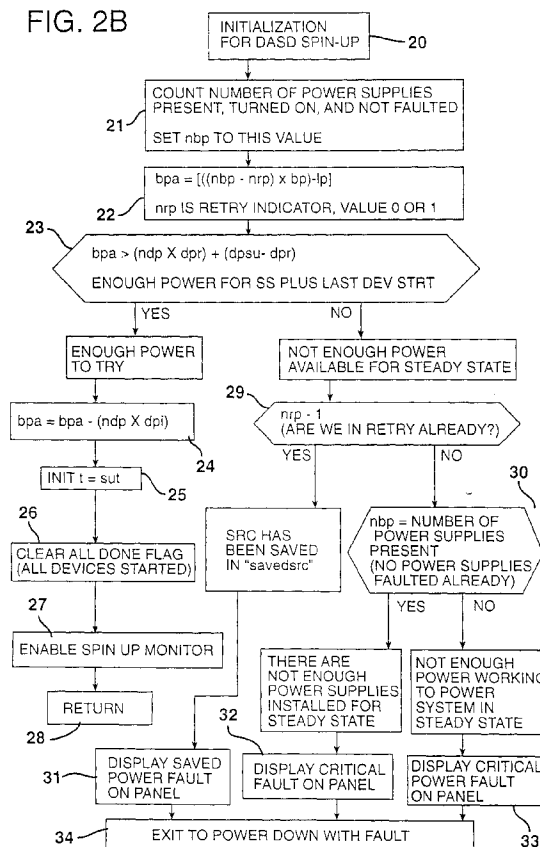 FIG. 2B
INITIALIZATION
FOR DASD SPIN-UP
20
COUNT NUMBER OF POWER SUPPLIES
PRESENT, TURNED ON, AND NOT FAULTED
SET nbp TO THIS VALUE
21
bpa = [((nbp - nrp) x bp)-lp]
nrp IS RETRY INDICATOR, VALUE 0 OR 1
22
23
bpa > (ndp X dpr) + (dpsu- dpr)
ENOUGH POWER FOR SS PLUS LAST DEV STRT
YES
NO
ENOUGH POWER
TO TRY
NOT ENOUGH POWER
AVAILABLE FOR STEADY STATE
29
nrp - 1
(ARE WE IN RETRY ALREADY?)
YES
NO
bpa = bpa - (ndp X dpi)
24
INIT t = sut
25
26
CLEAR ALL DONE FLAG
(ALL DEVICES STARTED)
27
ENABLE SPIN UP MONITOR
RETURN
28
SRC HAS
BEEN SAVED
IN "savedsrc"
30
nbp = NUMBER OF
POWER SUPPLIES
PRESENT
(NO POWER SUPPLIES
FAULTED ALREADY)
YES
NO
THERE ARE
NOT ENOUGH
POWER SUPPLIES
INSTALLED FOR
STEADY STATE
NOT ENOUGH
POWER WORKING
TO POWER
SYSTEM IN
STEADY STATE
31
DISPLAY SAVED
POWER FAULT
ON PANEL
32
DISPLAY CRITICAL
FAULT ON PANEL
DISPLAY CRITICAL
POWER FAULT
ON PANEL
33
34
EXIT TO POWER DOWN WITH FAULT